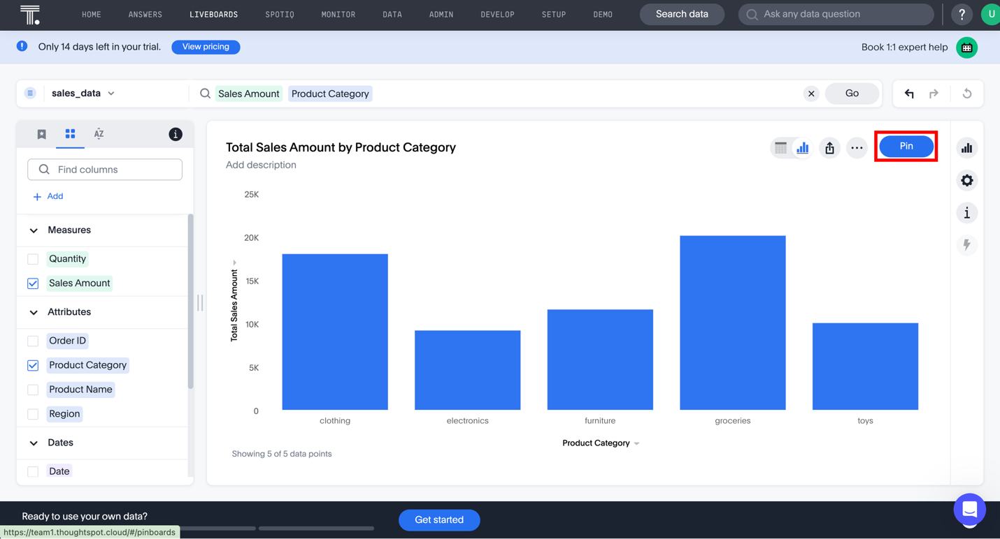 HOME ANSWERS LIVEBOARDS SPOTIQ MONITOR DATA ADMIN DEVELOP SETUP DEMO Search data Ask any data question ? U
Only 14 days left in your trial. View pricing Book 1:1 expert help
sales_data Sales Amount Product Category Go
AZ
Find columns
+ Add
Measures
Quantity
Sales Amount
Attributes
Order ID
Product Category
Product Name
Region
Dates
Date
Total Sales Amount by Product Category
Add description
Pin
Total Sales Amount
25K
20K
15K
10K
5K
0
clothing electronics furniture groceries toys
Product Category
Showing 5 of 5 data points
Ready to use your own data? Get started
https://team1.thoughtspot.cloud/#/pinboards